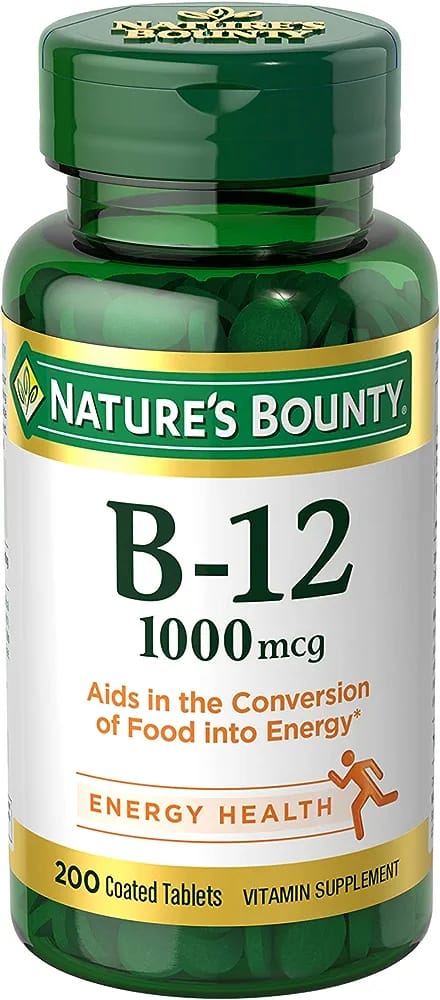 NATURE'S
BOUNTY
NATURE'S BOUNTY®
B-12
1000 mcg
Aids in the Conversion
of Food into Energy*
ENERGY HEALTH
200 Coated Tablets VITAMIN SUPPLEMENT